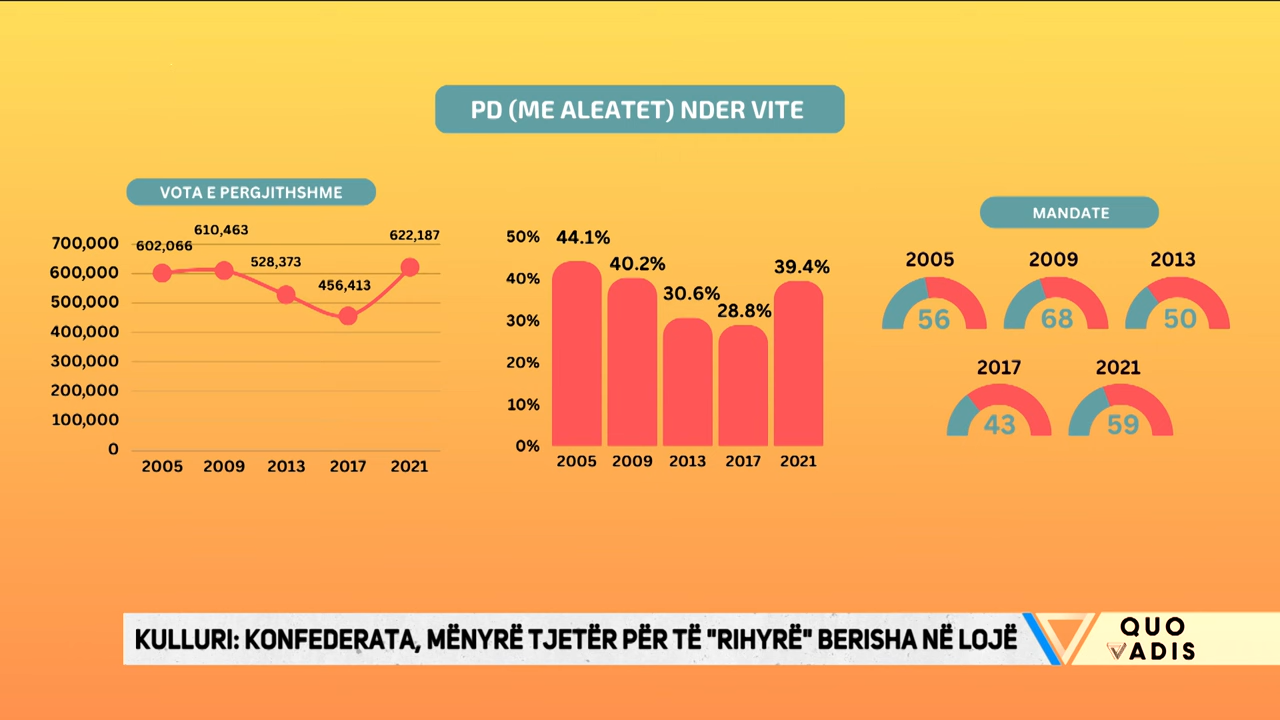 PD (ME ALEATET) NDER VITE
VOTA E PERGJITHSHME
700,000
600,000
500,000
400,000
300,000
200,000
100,000
0
602,066
610,463
528,373
456,413
622,187
2005 2009 2013 2017 2021
50%
40%
30%
20%
10%
0%
44.1%
40.2%
30.6%
28.8%
39.4%
2005 2009 2013 2017 2021
MANDATE
2005 2009 2013
56 68 50
2017 2021
43 59
KULLURI: KONFEDERATA, MËNYRË TJETËR PËR TË "RIHYRË" BERISHA NË LOJË
QUO
VADIS